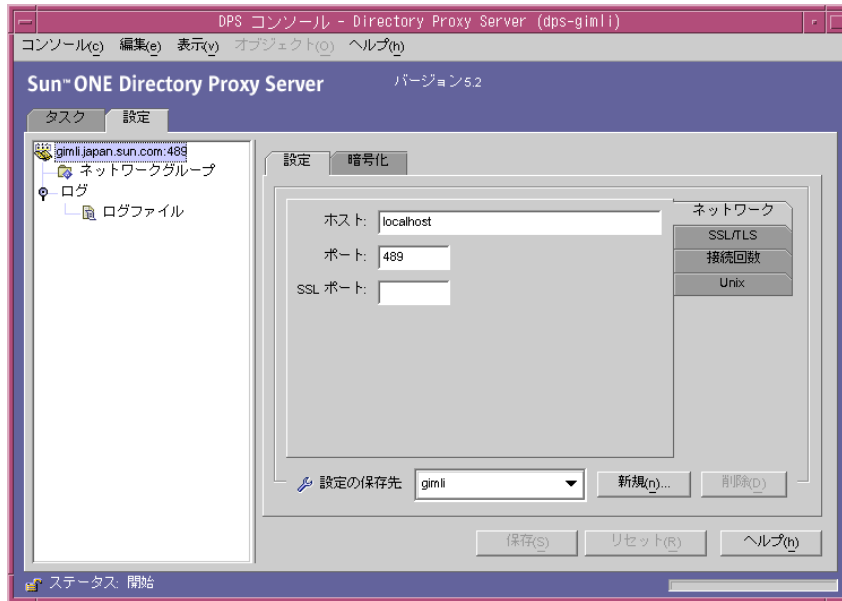 DPS コンソール - Directory Proxy Server (dps-gimli)
コンソール(c) 編集(e) 表示(v) オブジェクト(O) ヘルプ(h)
Sun™ ONE Directory Proxy Server バージョン5.2
タスク 設定
gimli.japan.sun.com:489
ネットワークグループ
ログ
ログファイル
設定 暗号化
ホスト: localhost
ポート: 489
SSL ポート:
ネットワーク
SSL/TLS
接続回数
Unix
設定の保存先 gimli 新規(n)... 削除(D)
保存(S) リセット(R) ヘルプ(h)
ステータス: 開始